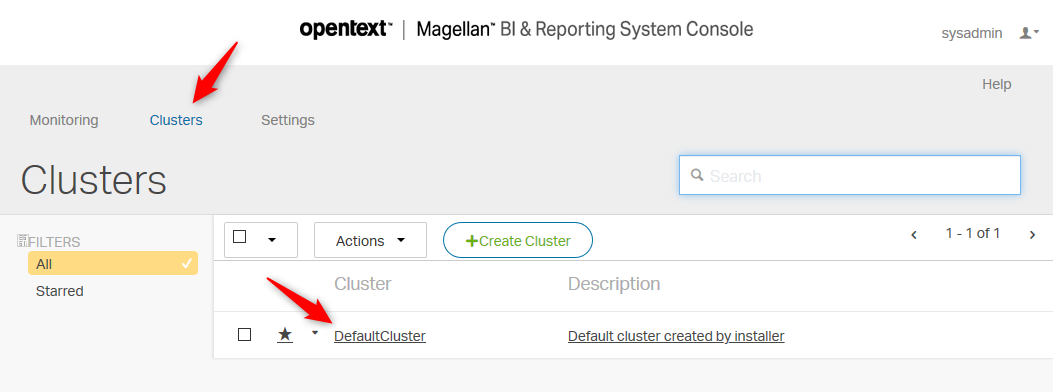 opentext™ | Magellan™ BI & Reporting System Console
sysadmin
Help
Monitoring Clusters Settings
Clusters
Search
FILTERS
All
Starred
Actions
+Create Cluster
1 - 1 of 1
Cluster Description
DefaultCluster Default cluster created by installer